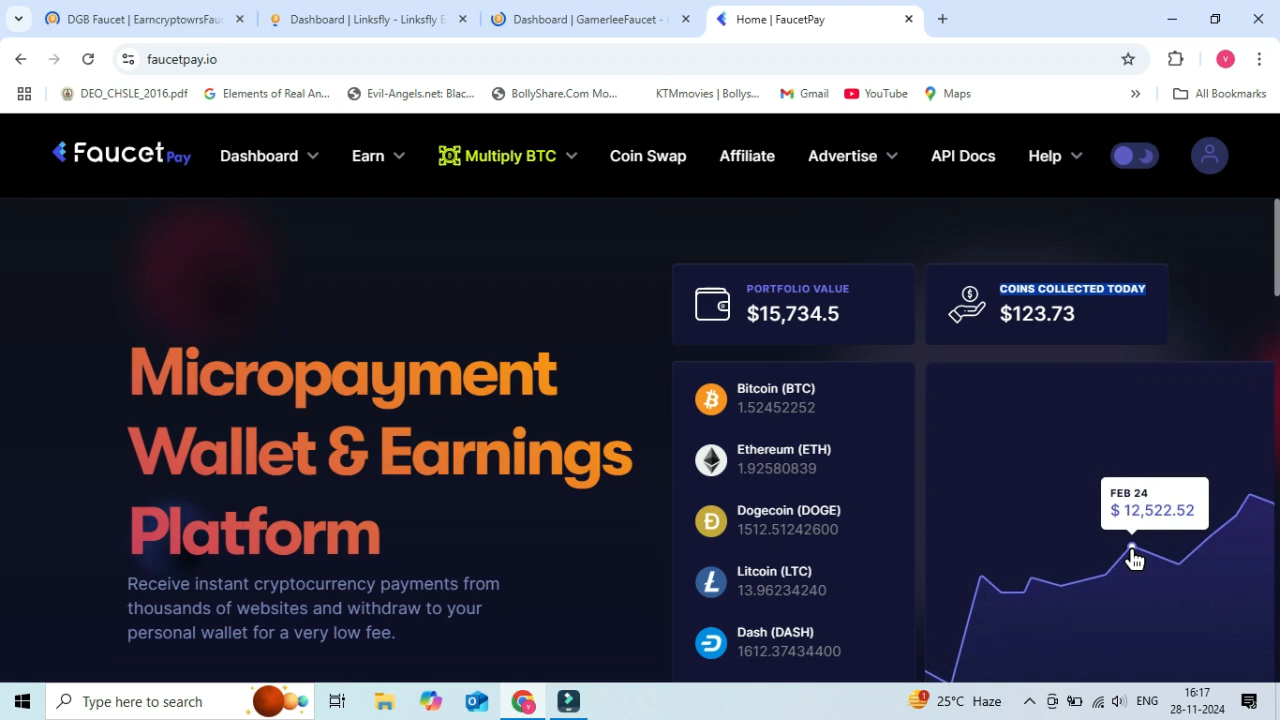 DGB Faucet | EarncryptowrsFau
Dashboard | Linksfly - Linksfly E
Dashboard | GamerleeFaucet - G
Home | FaucetPay
faucetpay.io
DEO_CHSLE_2016.pdf
Elements of Real An...
Evil-Angels.net: Blac...
BollyShare.Com Mo...
KTMmovies | Bollys...
Gmail
YouTube
Maps
All Bookmarks
V
FaucetPay
Dashboard
Earn
Multiply BTC
Coin Swap
Affiliate
Advertise
API Docs
Help
PORTFOLIO VALUE
$15,734.5
COINS COLLECTED TODAY
$123.73
Micropayment
Wallet & Earnings
Platform
Receive instant cryptocurrency payments from
thousands of websites and withdraw to your
personal wallet for a very low fee.
Bitcoin (BTC)
1.52452252
Ethereum (ETH)
1.92580839
Dogecoin (DOGE)
1512.51242600
Litcoin (LTC)
13.96234240
Dash (DASH)
1612.37434400
FEB 24
$ 12,522.52
Type here to search
25°C Haze
ENG
16:17
28-11-2024